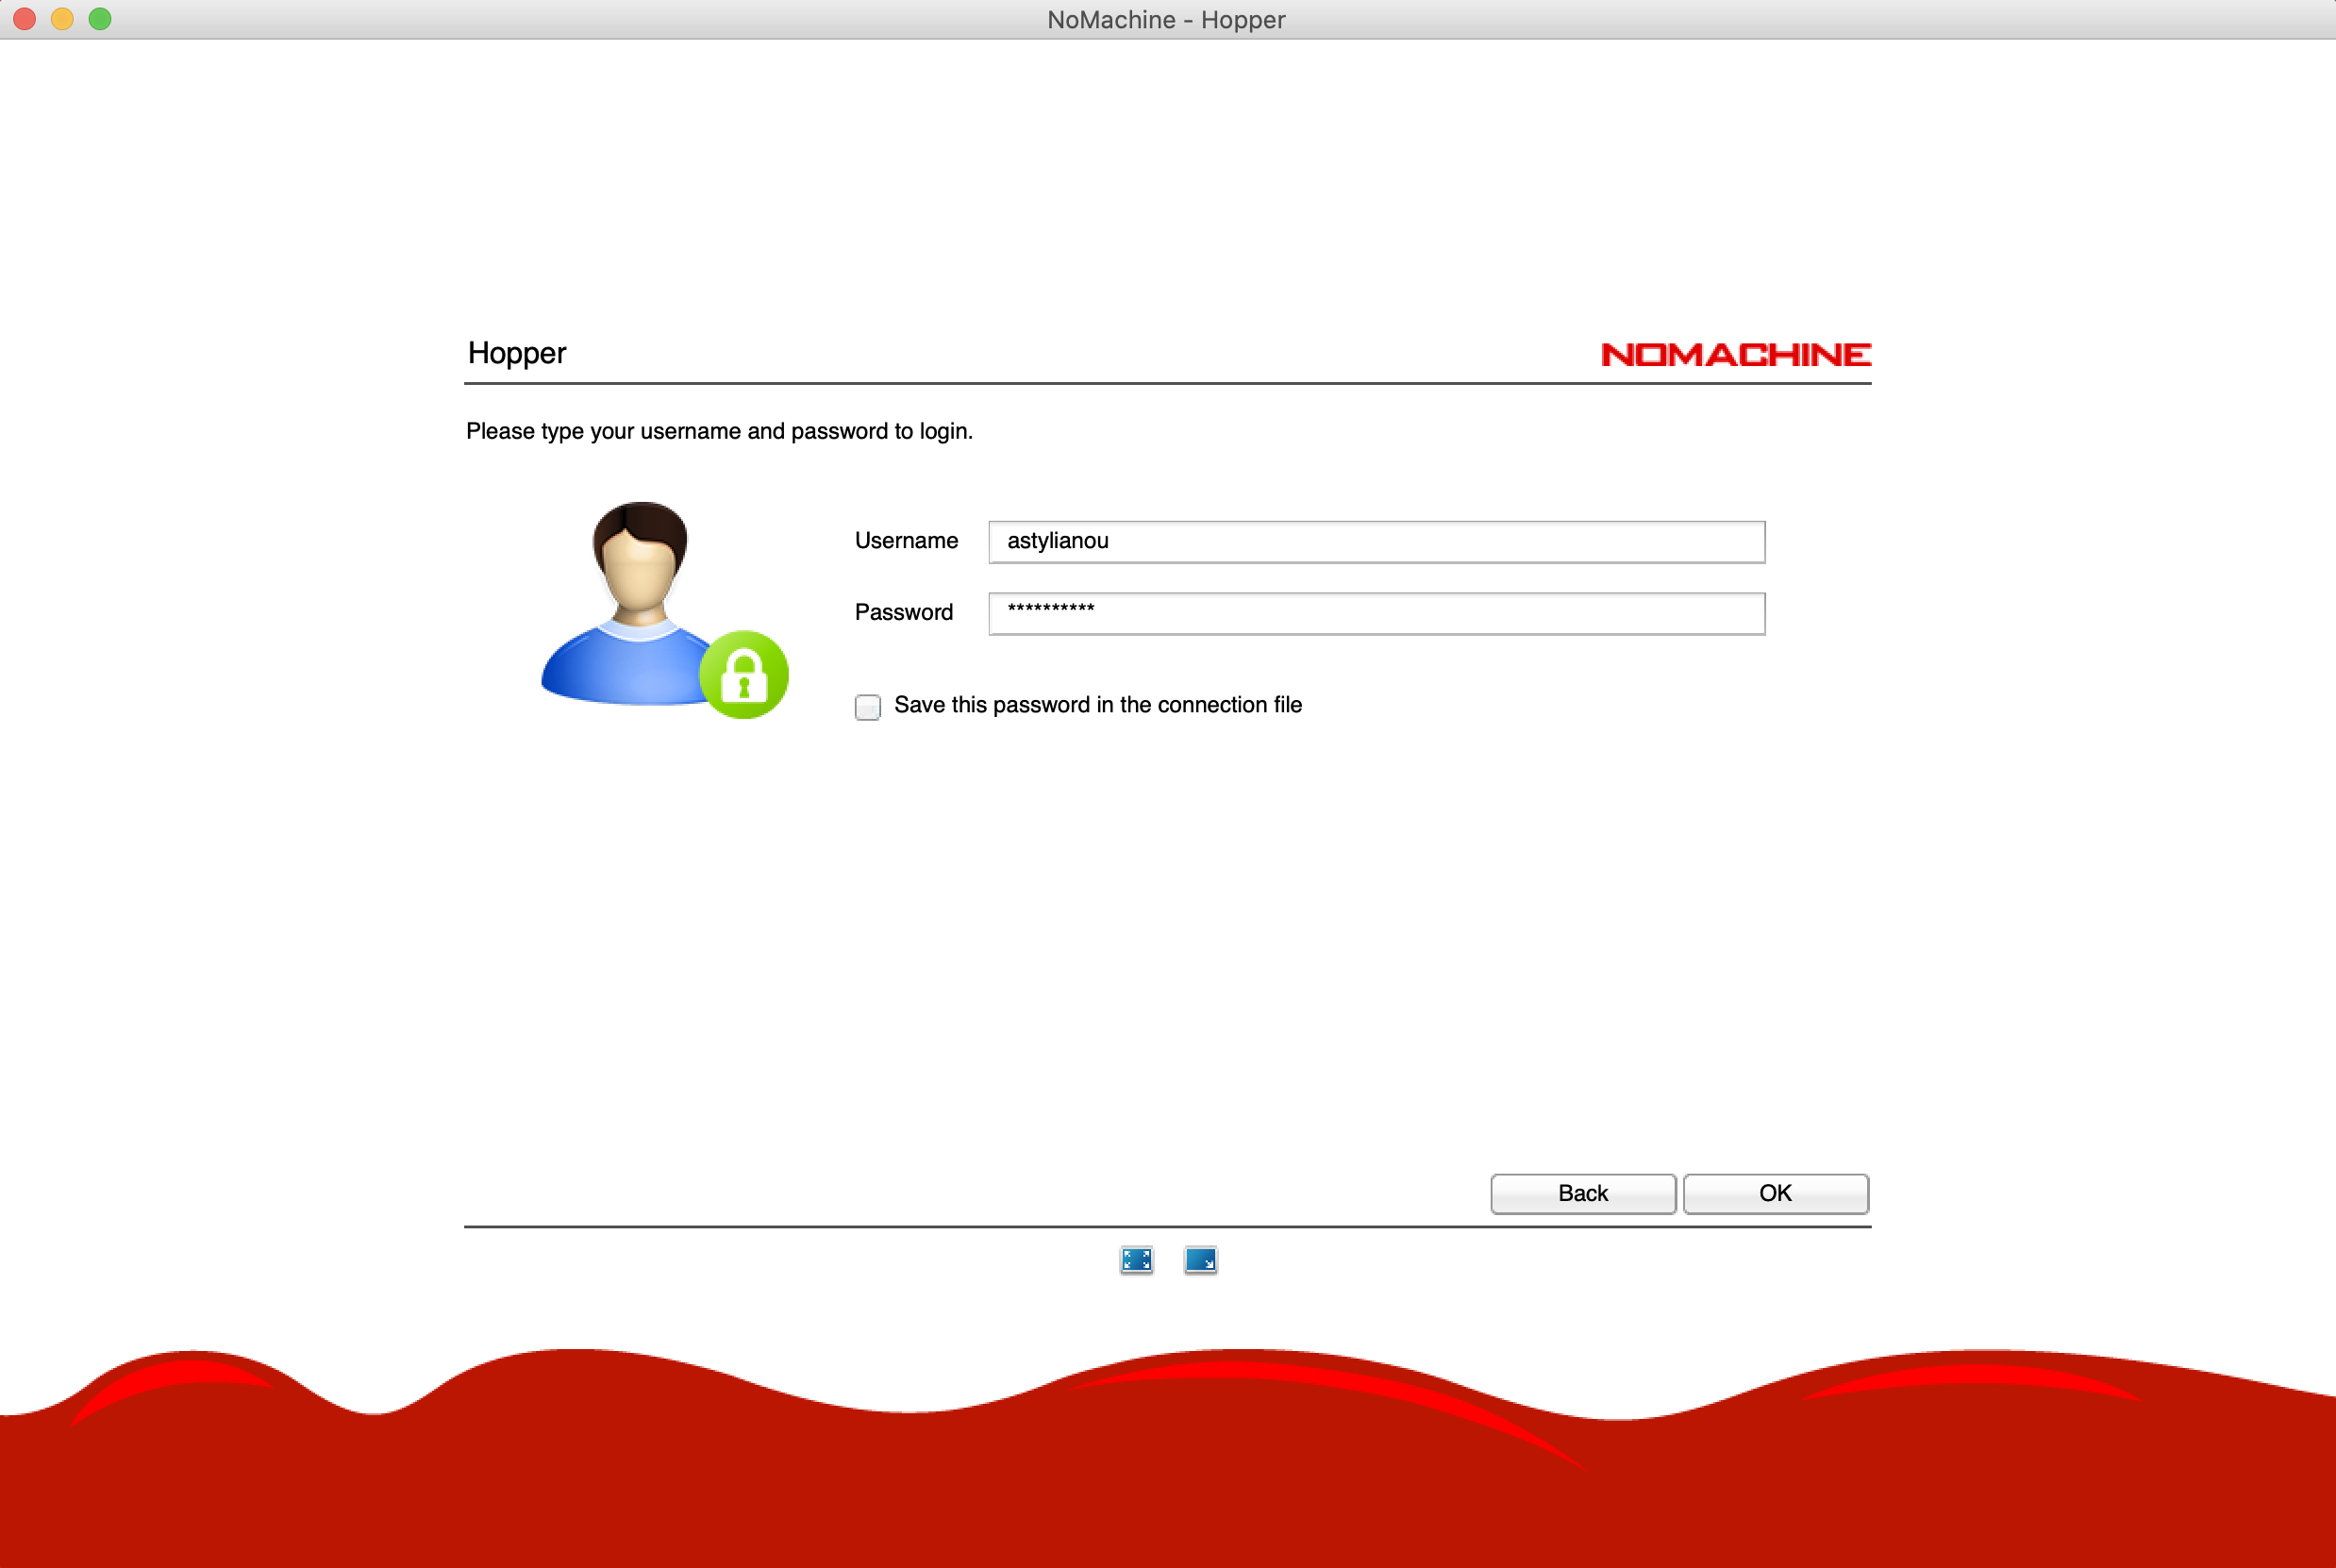 NoMachine - Hopper
Hopper
NOMACHINE
Please type your username and password to login.
Username
astylianou
Password
**********
Save this password in the connection file
Back
OK